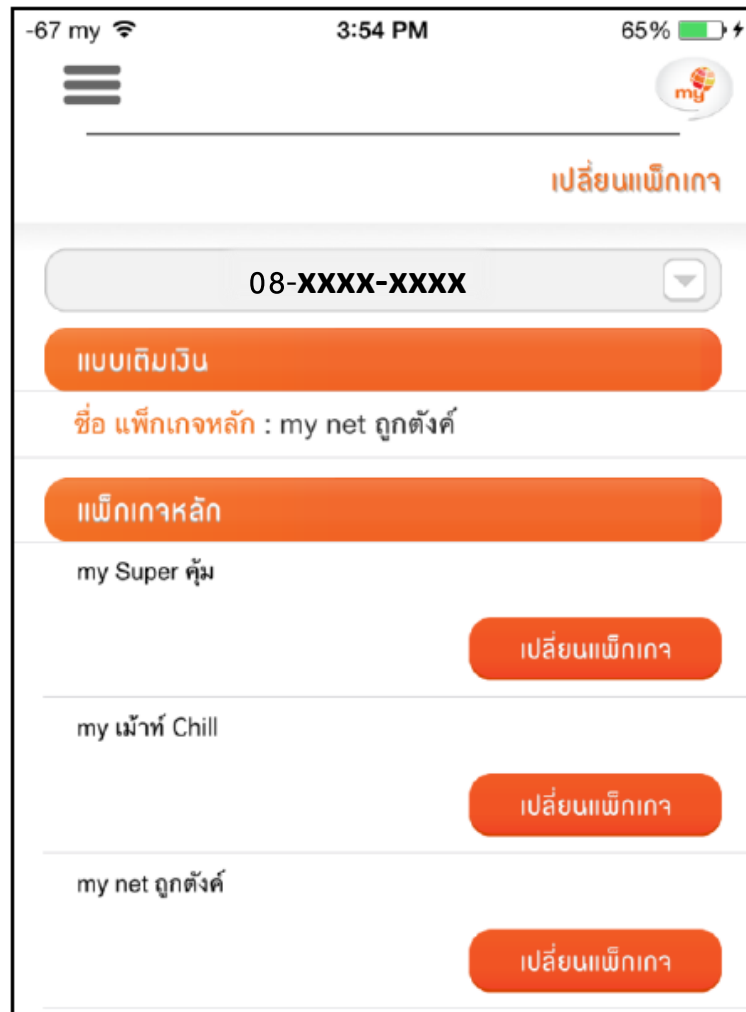 -67 my 3:54 PM 65%
my
เปลี่ยนแพ็กเกจ
08-XXXX-XXXX
แบบเติมเงิน
ชื่อ แพ็กเกจหลัก : my net ถูกตังค์
แพ็กเกจหลัก
my Super คุ้ม
เปลี่ยนแพ็กเกจ
my เม้าท์ Chill
เปลี่ยนแพ็กเกจ
my net ถูกตังค์
เปลี่ยนแพ็กเกจ